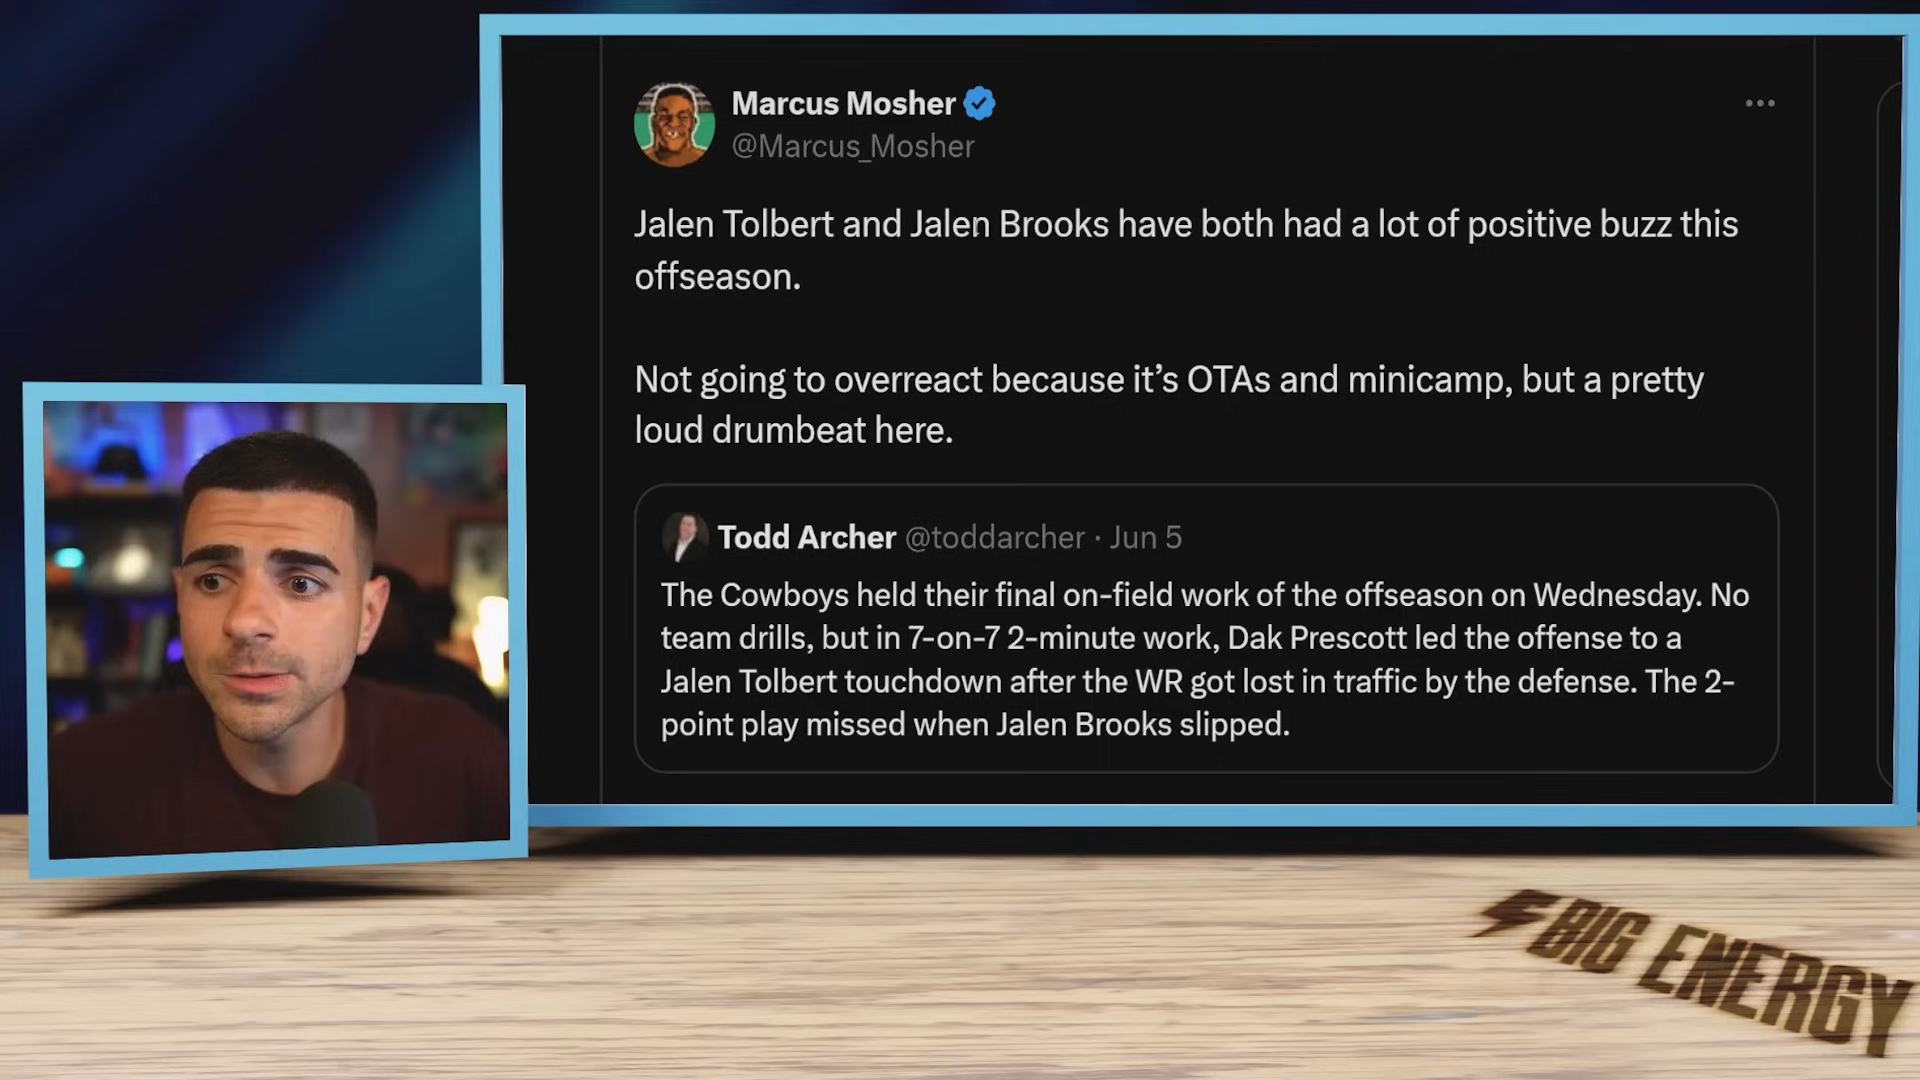 Marcus Mosher
@Marcus_Mosher
Jalen Tolbert and Jalen Brooks have both had a lot of positive buzz this
offseason.
Not going to overreact because it’s OTAs and minicamp, but a pretty
loud drumbeat here.
Todd Archer @toddarcher · Jun 5
The Cowboys held their final on-field work of the offseason on Wednesday. No
team drills, but in 7-on-7 2-minute work, Dak Prescott led the offense to a
Jalen Tolbert touchdown after the WR got lost in traffic by the defense. The 2-
point play missed when Jalen Brooks slipped.
BIG ENERGY